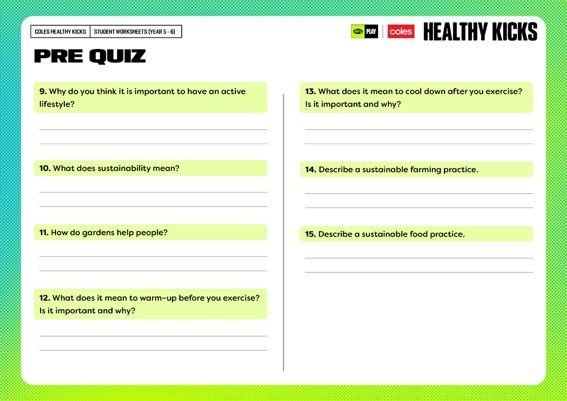 COLES HEALTHY KICKS STUDENT WORKSHEETS (YEAR 5 - 6)
PLAY coles HEALTHY KICKS
PRE QUIZ
9. Why do you think it is important to have an active
lifestyle?
10. What does sustainability mean?
11. How do gardens help people?
12. What does it mean to warm-up before you exercise?
Is it important and why?
13. What does it mean to cool down after you exercise?
Is it important and why?
14. Describe a sustainable farming practice.
15. Describe a sustainable food practice.